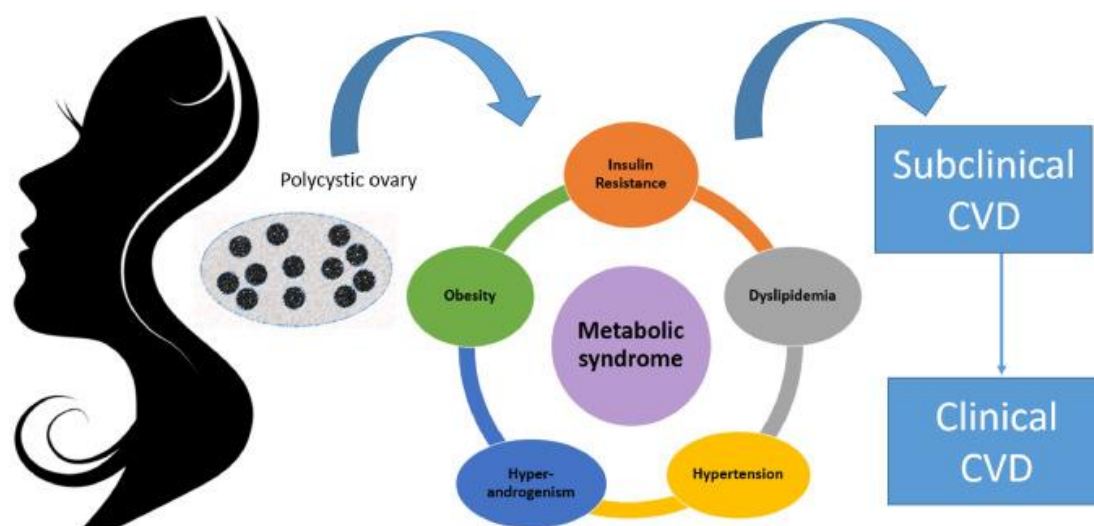 Polycystic ovary
Insulin
Resistance
Obesity
Dyslipidemia
Metabolic
syndrome
Hyper-
androgenism
Hypertension
Subclinical
CVD
Clinical
CVD